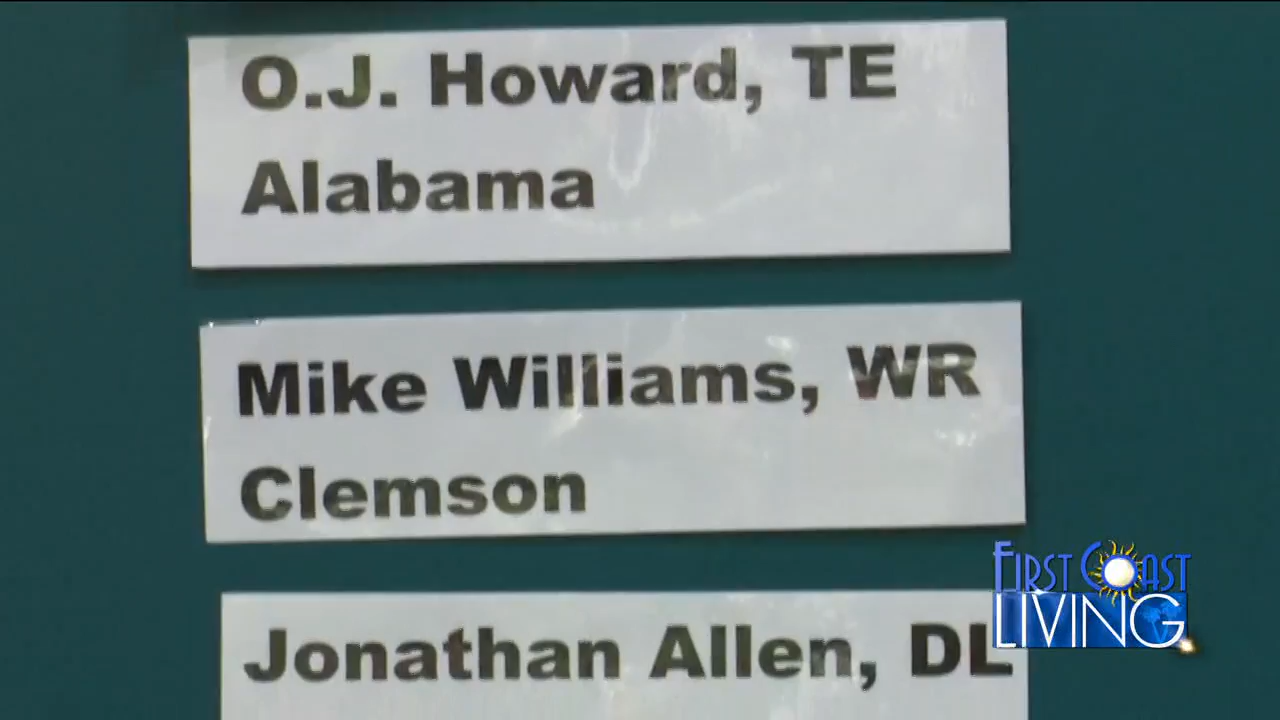 O.J. Howard, TE
Alabama
Mike Williams, WR
Clemson
Jonathan Allen, DL
FIRST COAST
LIVING